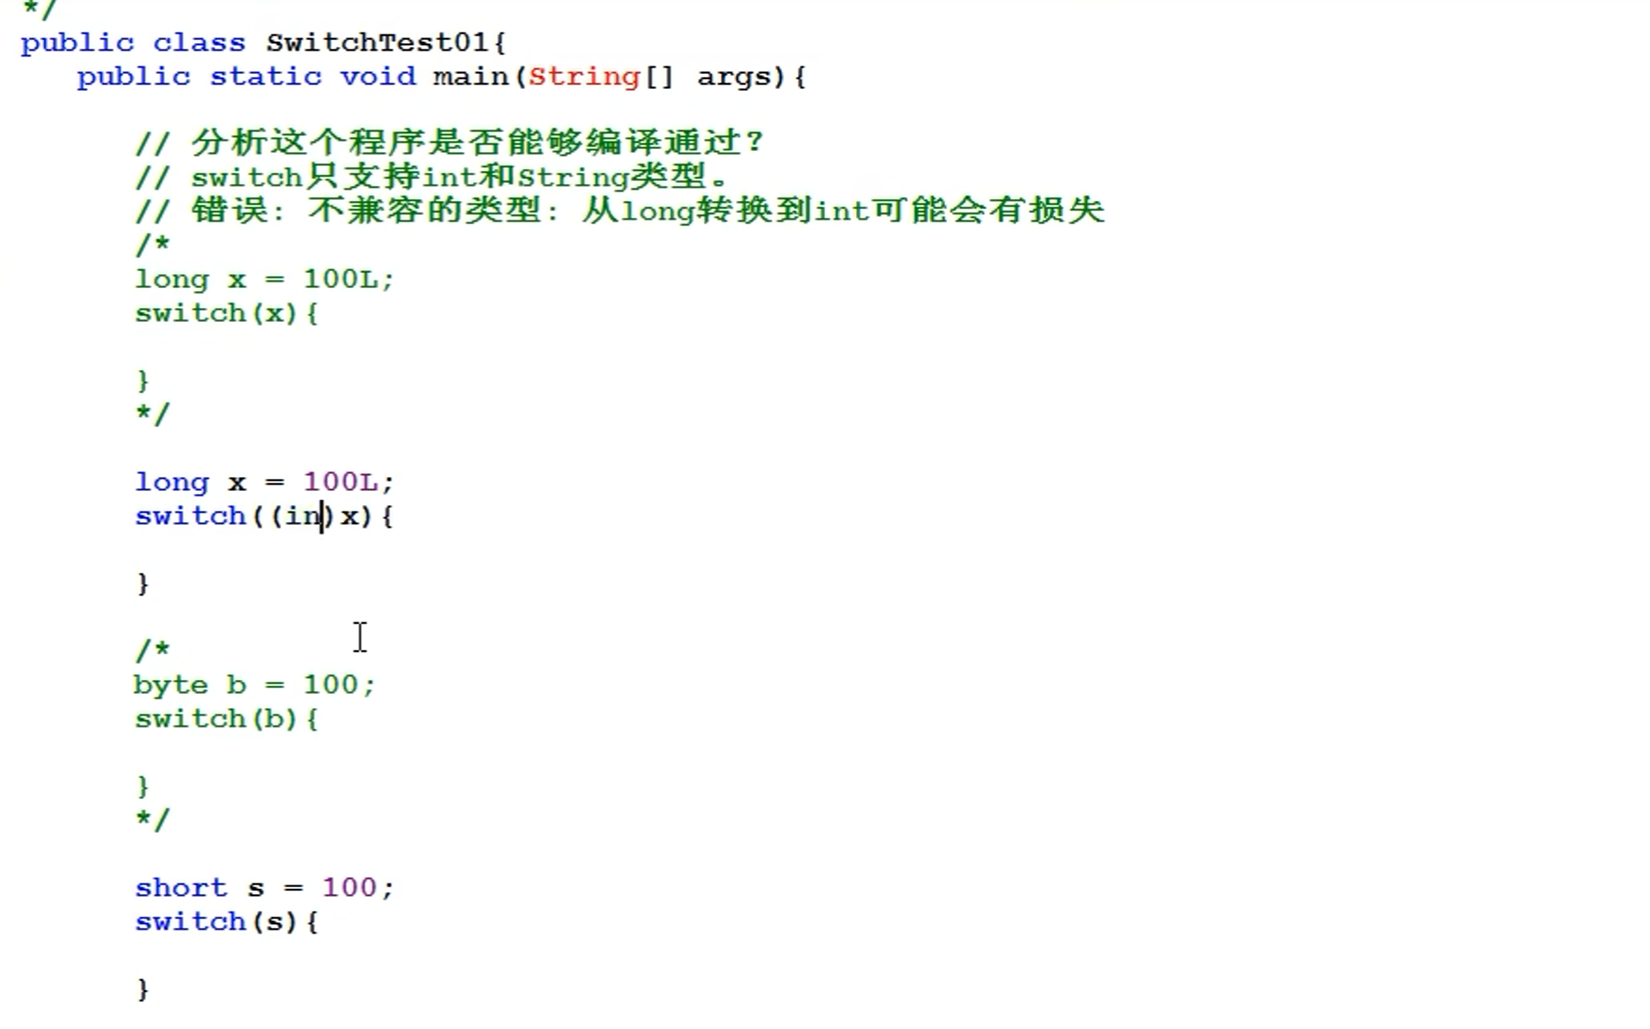 */
public class SwitchTest01{
public static void main(String[] args){
// 分析这个程序是否能够编译通过?
// switch只支持int和String类型。
// 错误: 不兼容的类型: 从long转换到int可能会有损失
/*
long x = 100L;
switch(x){
}
*/
long x = 100L;
switch((in)x){
}
/*
byte b = 100;
switch(b){
}
*/
short s = 100;
switch(s){
}